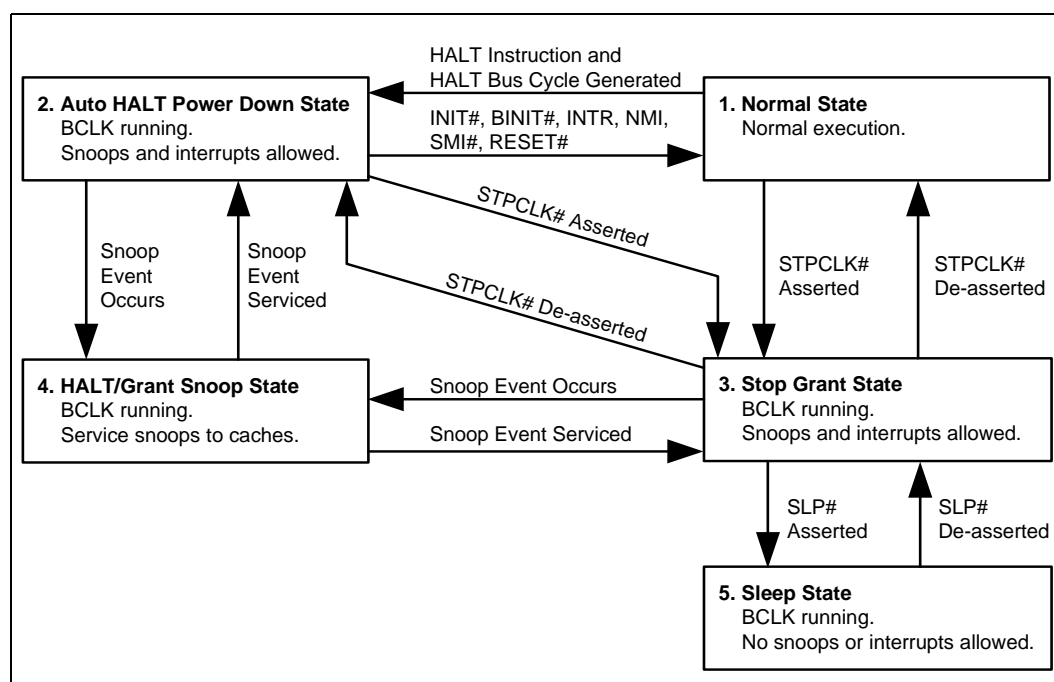 HALT Instruction and
HALT Bus Cycle Generated
2. Auto HALT Power Down State
BCLK running.
Snoops and interrupts allowed.
1. Normal State
Normal execution.
INIT#, BINIT#, INTR, NMI,
SMI#, RESET#
STPCLK# Asserted
STPCLK# De-asserted
Snoop
Event
Occurs
Snoop
Event
Serviced
STPCLK#
Asserted
STPCLK#
De-asserted
4. HALT/Grant Snoop State
BCLK running.
Service snoops to caches.
Snoop Event Occurs
Snoop Event Serviced
3. Stop Grant State
BCLK running.
Snoops and interrupts allowed.
SLP#
Asserted
SLP#
De-asserted
5. Sleep State
BCLK running.
No snoops or interrupts allowed.